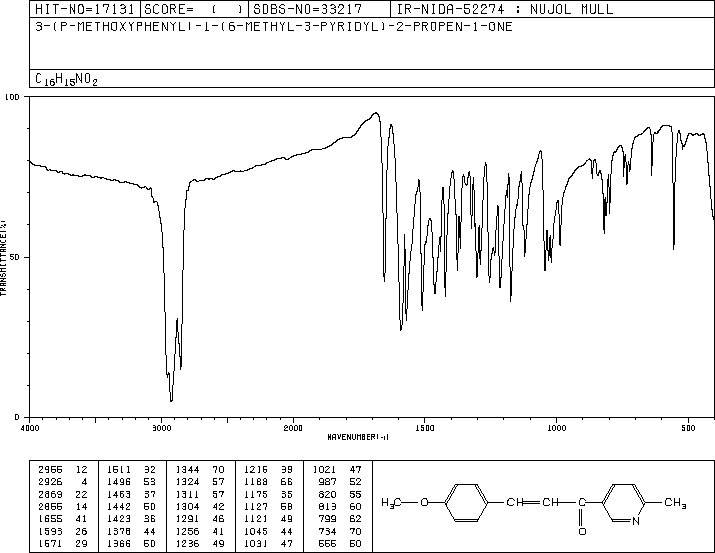 HIT-NO=17131 SCORE= ( ) SDBS-NO=33217 IR-NIDA-52274 : NUJOL MULL
3-(P-METHOXYPHENYL)-1-(6-METHYL-3-PYRIDYL)-2-PROPEN-1-ONE
C16H15NO2
100
50
0
TRANSMITTANCE(%)
4000 3000 2000 1500 1000 500
WAVENUMBER(-1)
2955 12 1511 32 1344 70 1215 39 1021 47
2926 4 1496 53 1324 57 1188 66 987 52
2869 22 1463 37 1311 57 1175 35 820 55
2855 14 1442 50 1304 42 1127 58 813 60
1655 41 1423 36 1291 46 1121 49 799 62
1593 26 1378 44 1256 41 1045 44 734 70
1571 29 1366 50 1236 49 1031 47 555 50
H3C O CH CH C CH3
O N